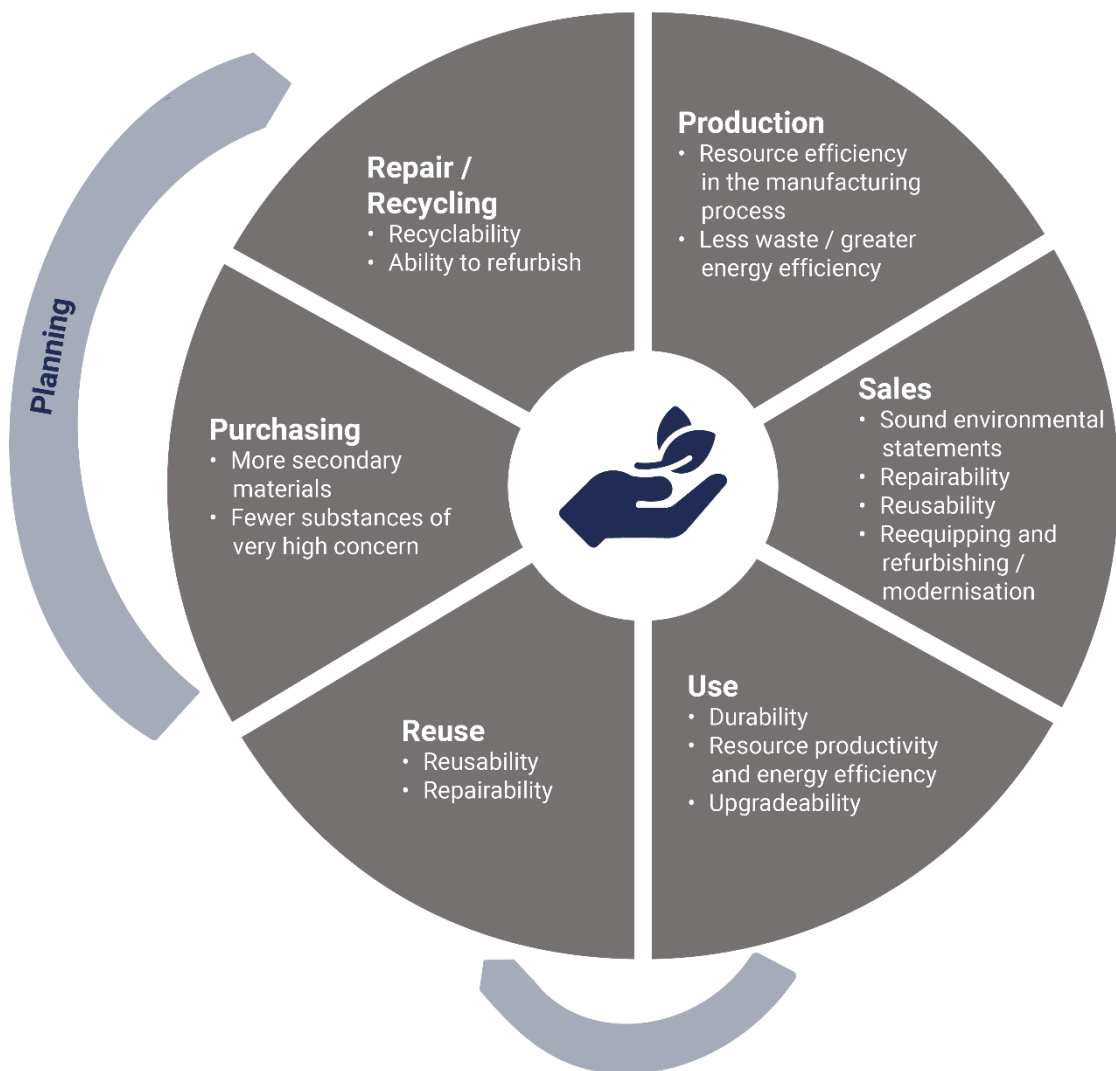 Planning
Repair /
Recycling
• Recyclability
• Ability to refurbish
Production
• Resource efficiency
in the manufacturing
process
• Less waste / greater
energy efficiency
Sales
• Sound environmental
statements
• Repairability
• Reusability
• Reequipping and
refurbishing /
modernisation
Use
• Durability
• Resource productivity
and energy efficiency
• Upgradeability
Reuse
• Reusability
• Repairability
Purchasing
• More secondary
materials
• Fewer substances of
very high concern